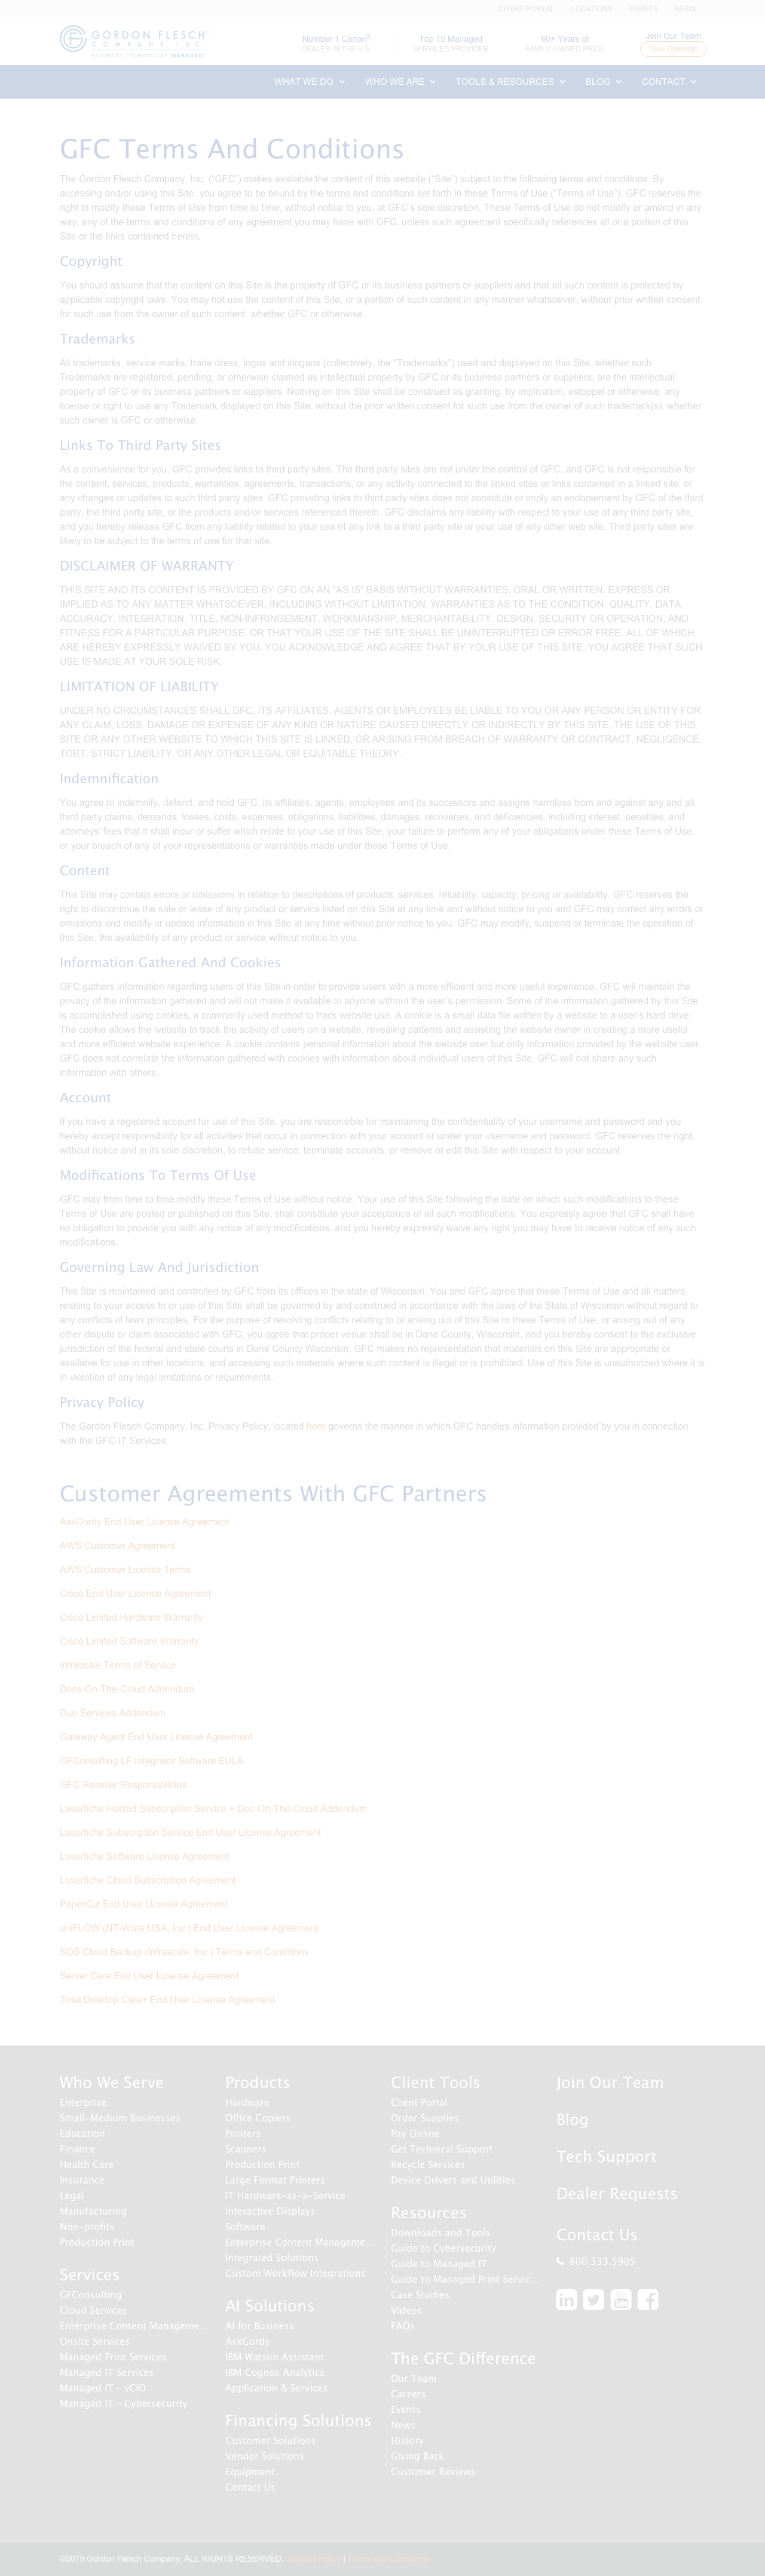 CLIENT PORTAL LOCATIONS EVENTS NEWS
GORDON FLESCH
COMPANY INC
BUSINESS TECHNOLOGY, MANAGED
Number 1 Canon®
DEALER IN THE U.S.
Top 15 Managed
SERVICES PROVIDER
60+ Years of
FAMILY-OWNED PRIDE
Join Our Team
View Openings
WHAT WE DO WHO WE ARE TOOLS & RESOURCES BLOG CONTACT
GFC Terms And Conditions
The Gordon Flesch Company, Inc. ("GFC") makes available the content of this website ("Site") subject to the following terms and conditions. By
accessing and/or using this Site, you agree to be bound by the terms and conditions set forth in these Terms of Use ("Terms of Use"). GFC reserves the
right to modify these Terms of Use from time to time, without notice to you, at GFC's sole discretion. These Terms of Use do not modify or amend in any
way, any of the terms and conditions of any agreement you may have with GFC, unless such agreement specifically references all or a portion of this
Site or the links contained herein.
Copyright
You should assume that the content on this Site is the property of GFC or its business partners or suppliers and that all such content is protected by
applicable copyright laws. You may not use the content of this Site, or a portion of such content in any manner whatsoever, without prior written consent
for such use from the owner of such content, whether GFC or otherwise.
Trademarks
All trademarks, service marks, trade dress, logos and slogans (collectively, the "Trademarks") used and displayed on this Site, whether such
Trademarks are registered, pending, or otherwise claimed as intellectual property by GFC or its business partners or suppliers, are the intellectual
property of GFC or its business partners or suppliers. Nothing on this Site shall be construed as granting, by implication, estoppel or otherwise, any
license or right to use any Trademark displayed on this Site, without the prior written consent for such use from the owner of such trademark(s), whether
such owner is GFC or otherwise.
Links To Third Party Sites
As a convenience for you, GFC provides links to third party sites. The third party sites are not under the control of GFC, and GFC is not responsible for
the content, services, products, warranties, agreements, transactions, or any activity connected to the linked sites or links contained in a linked site, or
any changes or updates to such third party sites. GFC providing links to third party sites does not constitute or imply an endorsement by GFC of the third
party, the third party site, or the products and/or services referenced therein. GFC disclaims any liability with respect to your use of any third party site,
and you hereby release GFC from any liability related to your use of any link to a third party site or your use of any other web site. Third party sites are
likely to be subject to the terms of use for that site.
DISCLAIMER OF WARRANTY
THIS SITE AND ITS CONTENT IS PROVIDED BY GFC ON AN "AS IS" BASIS WITHOUT WARRANTIES, ORAL OR WRITTEN, EXPRESS OR
IMPLIED AS TO ANY MATTER WHATSOEVER, INCLUDING WITHOUT LIMITATION, WARRANTIES AS TO THE CONDITION, QUALITY, DATA
ACCURACY, INTEGRATION, TITLE, NON-INFRINGEMENT, WORKMANSHIP, MERCHANTABILITY, DESIGN, SECURITY OR OPERATION, AND
FITNESS FOR A PARTICULAR PURPOSE, OR THAT YOUR USE OF THE SITE SHALL BE UNINTERRUPTED OR ERROR FREE, ALL OF WHICH
ARE HEREBY EXPRESSLY WAIVED BY YOU. YOU ACKNOWLEDGE AND AGREE THAT BY YOUR USE OF THIS SITE, YOU AGREE THAT SUCH
USE IS MADE AT YOUR SOLE RISK.
LIMITATION OF LIABILITY
UNDER NO CIRCUMSTANCES SHALL GFC, ITS AFFILIATES, AGENTS OR EMPLOYEES BE LIABLE TO YOU OR ANY PERSON OR ENTITY FOR
ANY CLAIM, LOSS, DAMAGE OR EXPENSE OF ANY KIND OR NATURE CAUSED DIRECTLY OR INDIRECTLY BY THIS SITE, THE USE OF THIS
SITE OR ANY OTHER WEBSITE TO WHICH THIS SITE IS LINKED, OR ARISING FROM BREACH OF WARRANTY OR CONTRACT, NEGLIGENCE,
TORT, STRICT LIABILITY, OR ANY OTHER LEGAL OR EQUITABLE THEORY.
Indemnification
You agree to indemnify, defend, and hold GFC, its affiliates, agents, employees and its successors and assigns harmless from and against any and all
third party claims, demands, losses, costs, expenses, obligations, liabilities, damages, recoveries, and deficiencies, including interest, penalties, and
attorneys' fees that it shall incur or suffer which relate to your use of this Site, your failure to perform any of your obligations under these Terms of Use,
or your breach of any of your representations or warranties made under these Terms of Use.
Content
This Site may contain errors or omissions in relation to descriptions of products, services, reliability, capacity, pricing or availability. GFC reserves the
right to discontinue the sale or lease of any product or service listed on this Site at any time and without notice to you and GFC may correct any errors or
omissions and modify or update information in this Site at any time without prior notice to you. GFC may modify, suspend or terminate the operation of
this Site, the availability of any product or service without notice to you.
Information Gathered And Cookies
GFC gathers information regarding users of this Site in order to provide users with a more efficient and more useful experience. GFC will maintain the
privacy of the information gathered and will not make it available to anyone without the user's permission. Some of the information gathered by this Site
is accomplished using cookies, a commonly used method to track website use. A cookie is a small data file written by a website to a user's hard drive.
The cookie allows the website to track the activity of users on a website, revealing patterns and assisting the website owner in creating a more useful
and more efficient website experience. A cookie contains personal information about the website user but only information provided by the website user.
GFC does not correlate the information gathered with cookies with information about individual users of this Site. GFC will not share any such
information with others.
Account
If you have a registered account for use of this Site, you are responsible for maintaining the confidentiality of your username and password and you
hereby accept responsibility for all activities that occur in connection with your account or under your username and password. GFC reserves the right,
without notice and in its sole discretion, to refuse service, terminate accounts, or remove or edit this Site with respect to your account.
Modifications To Terms Of Use
GFC may from time to time modify these Terms of Use without notice. Your use of this Site following the date on which such modifications to these
Terms of Use are posted or published on this Site, shall constitute your acceptance of all such modifications. You expressly agree that GFC shall have
no obligation to provide you with any notice of any modifications, and you hereby expressly waive any right you may have to receive notice of any such
modifications.
Governing Law And Jurisdiction
This Site is maintained and controlled by GFC from its offices in the state of Wisconsin. You and GFC agree that these Terms of Use and all matters
relating to your access to or use of this Site shall be governed by and construed in accordance with the laws of the State of Wisconsin without regard to
any conflicts of laws principles. For the purpose of resolving conflicts relating to or arising out of this Site or these Terms of Use, or arising out of any
other dispute or claim associated with GFC, you agree that proper venue shall be in Dane County, Wisconsin, and you hereby consent to the exclusive
jurisdiction of the federal and state courts in Dane County Wisconsin. GFC makes no representation that materials on this Site are appropriate or
available for use in other locations, and accessing such materials where such content is illegal or is prohibited. Use of this Site is unauthorized where it is
in violation of any legal limitations or requirements.
Privacy Policy
The Gordon Flesch Company, Inc. Privacy Policy, located here governs the manner in which GFC handles information provided by you in connection
with the GFC IT Services.
Customer Agreements With GFC Partners
AskGordy End User License Agreement
AWS Customer Agreement
AWS Customer License Terms
Cisco End User License Agreement
Cisco Limited Hardware Warranty
Cisco Limited Software Warranty
Infrascale Terms of Service
Docs-On-The-Cloud Addendum
Duo Services Addendum
Gateway Agent End User License Agreement
GFConsulting LF Integrator Software EULA
GFC Reseller Responsibilities
Laserfiche Hosted Subscription Service + Doc-On-The-Cloud Addendum
Laserfiche Subscription Service End User License Agreement
Laserfiche Software License Agreement
Laserfiche Cloud Subscription Agreement
PaperCut End User License Agreement
uniFLOW (NT-Ware USA, Inc.) End User License Agreement
SOS Cloud Backup (Infrascale, Inc.) Terms and Conditions
Server Care End User License Agreement
Total Desktop Care+ End User License Agreement
Who We Serve
Enterprise
Small-Medium Businesses
Education
Finance
Health Care
Insurance
Legal
Manufacturing
Non-profits
Production Print
Services
GFConsulting
Cloud Services
Enterprise Content Manageme...
Onsite Services
Managed Print Services
Managed IT Services
Managed IT - vCIO
Managed IT - Cybersecurity
Products
Hardware
Office Copiers
Printers
Scanners
Production Print
Large Format Printers
IT Hardware-as-a-Service
Interactive Displays
Software
Enterprise Content Manageme...
Integrated Solutions
Custom Workflow Integrations
AI Solutions
AI for Business
AskGordy
IBM Watson Assistant
IBM Cognos Analytics
Application & Services
Financing Solutions
Customer Solutions
Vendor Solutions
Equipment
Contact Us
Client Tools
Client Portal
Order Supplies
Pay Online
Get Technical Support
Recycle Services
Device Drivers and Utilities
Resources
Downloads and Tools
Guide to Cybersecurity
Guide to Managed IT
Guide to Managed Print Servic...
Case Studies
Videos
FAQs
The GFC Difference
Our Team
Careers
Events
News
History
Giving Back
Customer Reviews
Join Our Team
Blog
Tech Support
Dealer Requests
Contact Us
800.333.5905
©2019 Gordon Flesch Company. ALL RIGHTS RESERVED. Privacy Policy | Terms and Conditions